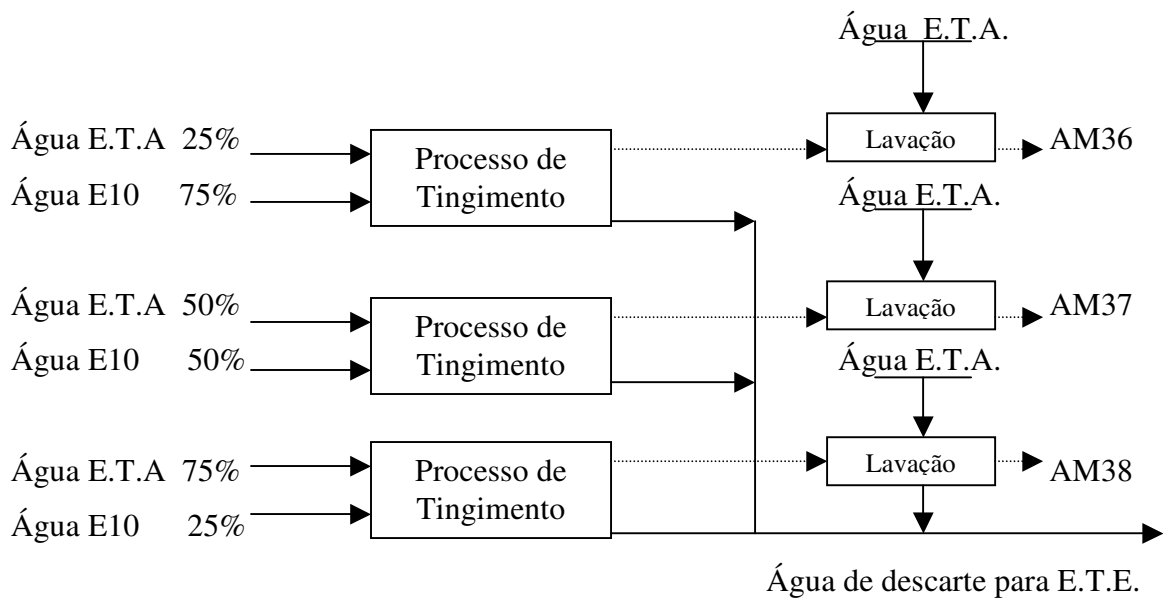 Água E.T.A.
Água E.T.A 25%
Água E10 75%
Processo de
Tingimento
Lavação
AM36
Água E.T.A.
Água E.T.A 50%
Água E10 50%
Processo de
Tingimento
Lavação
AM37
Água E.T.A.
Água E.T.A 75%
Água E10 25%
Processo de
Tingimento
Lavação
AM38
Água de descarte para E.T.E.